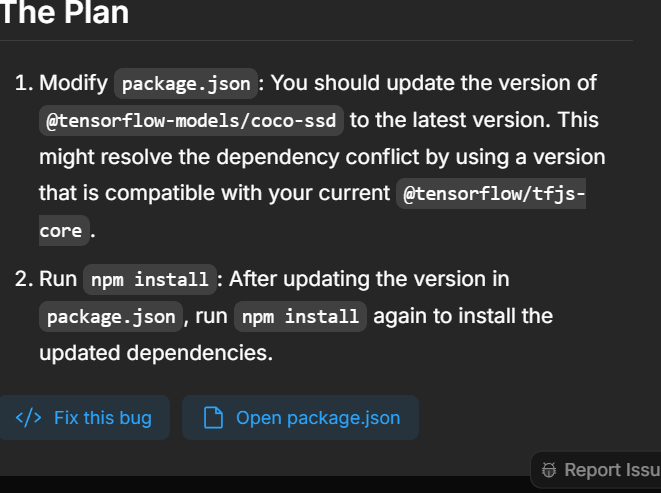 The Plan
1. Modify package.json: You should update the version of
@tensorflow-models/coco-ssd to the latest version. This
might resolve the dependency conflict by using a version
that is compatible with your current @tensorflow/tfjs-
core.
2. Run npm install: After updating the version in
package.json, run npm install again to install the
updated dependencies.
</> Fix this bug Open package.json
Report Issu